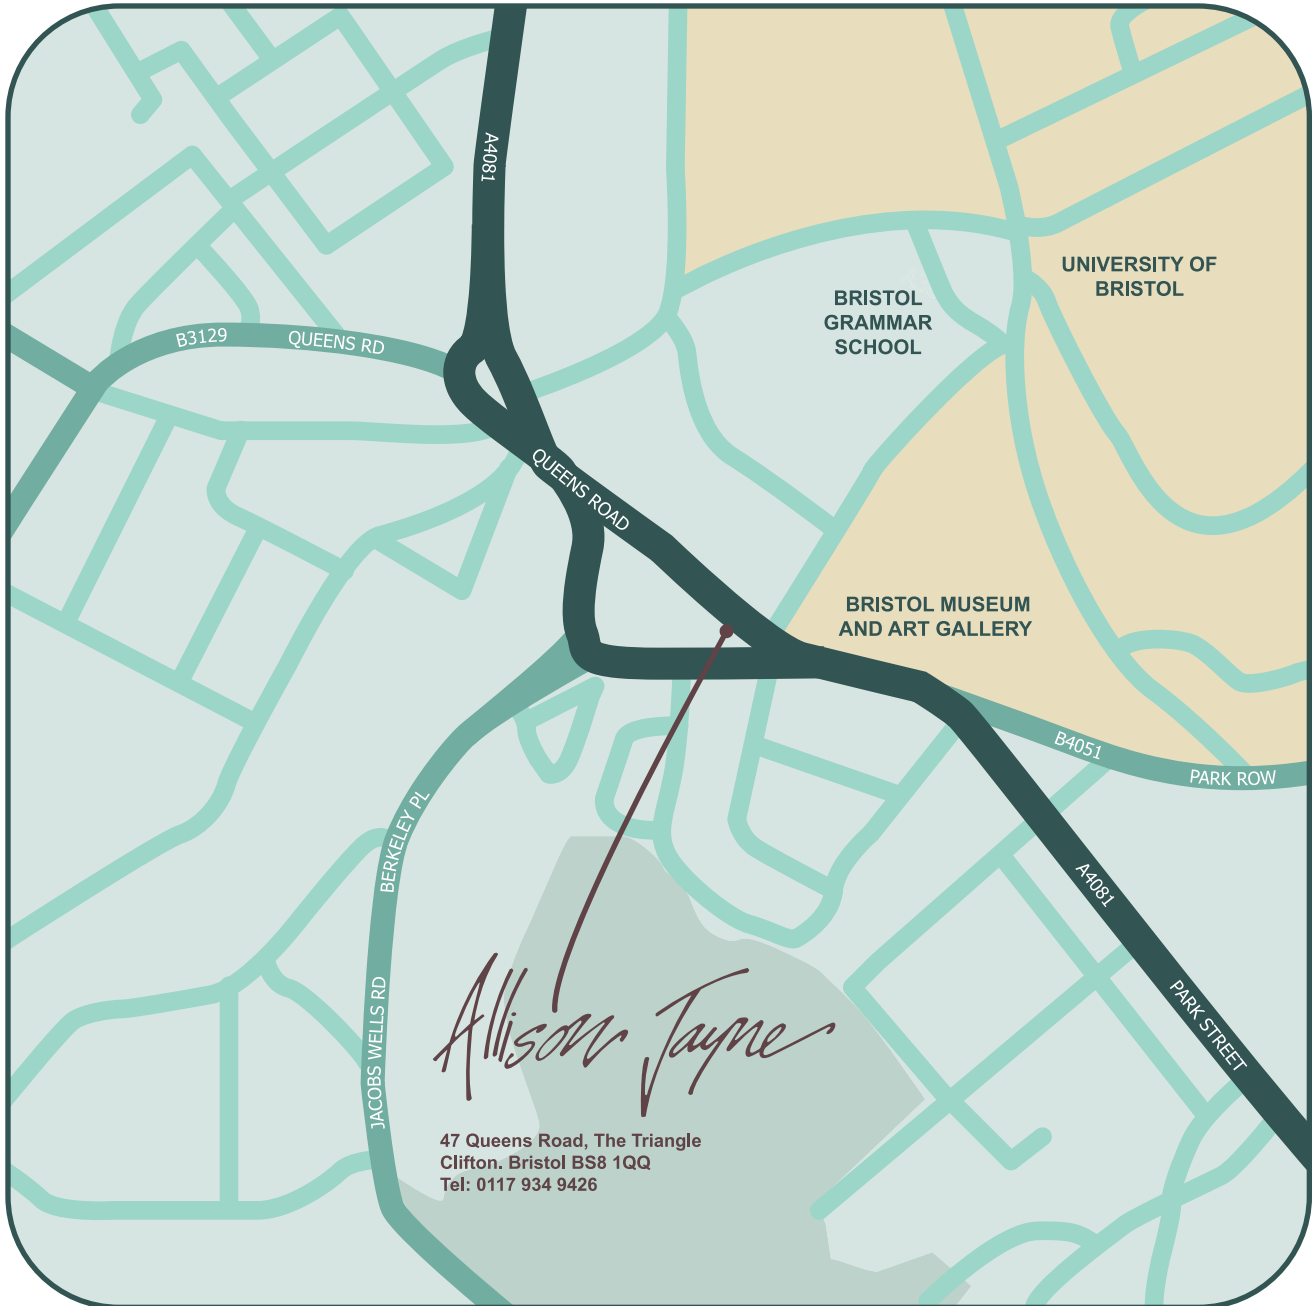 A4081
UNIVERSITY OF
BRISTOL
BRISTOL
GRAMMAR
SCHOOL
B3129
QUEENS RD
QUEENS ROAD
BRISTOL MUSEUM
AND ART GALLERY
B4051
PARK ROW
BERKELEY PL
A4081
JACOBS WELLS RD
PARK STREET
Allison Jayne
47 Queens Road, The Triangle
Clifton. Bristol BS8 1QQ
Tel: 0117 934 9426